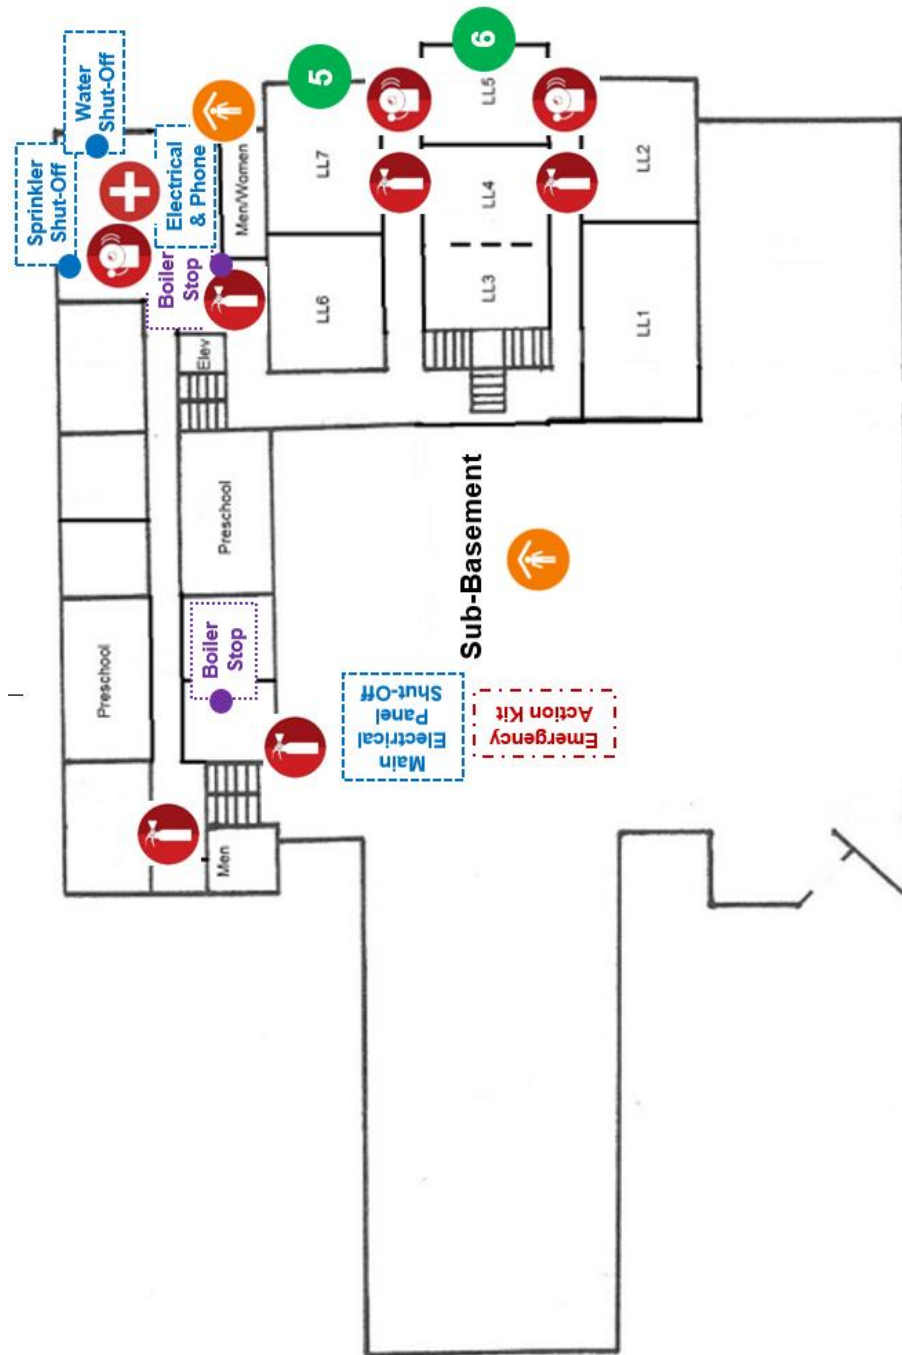 Sprinkler
Shut-Off
Water
Shut-Off
Electrical
& Phone
Boiler
Stop
Men/Women
5
6
LL7
LL5
LL4
LL2
LL6
LL3
LL1
Elev
Preschool
Preschool
Boiler
Stop
Sub-Basement
Main
Electrical
Panel
Shut-Off
Emergency
Action Kit
Men